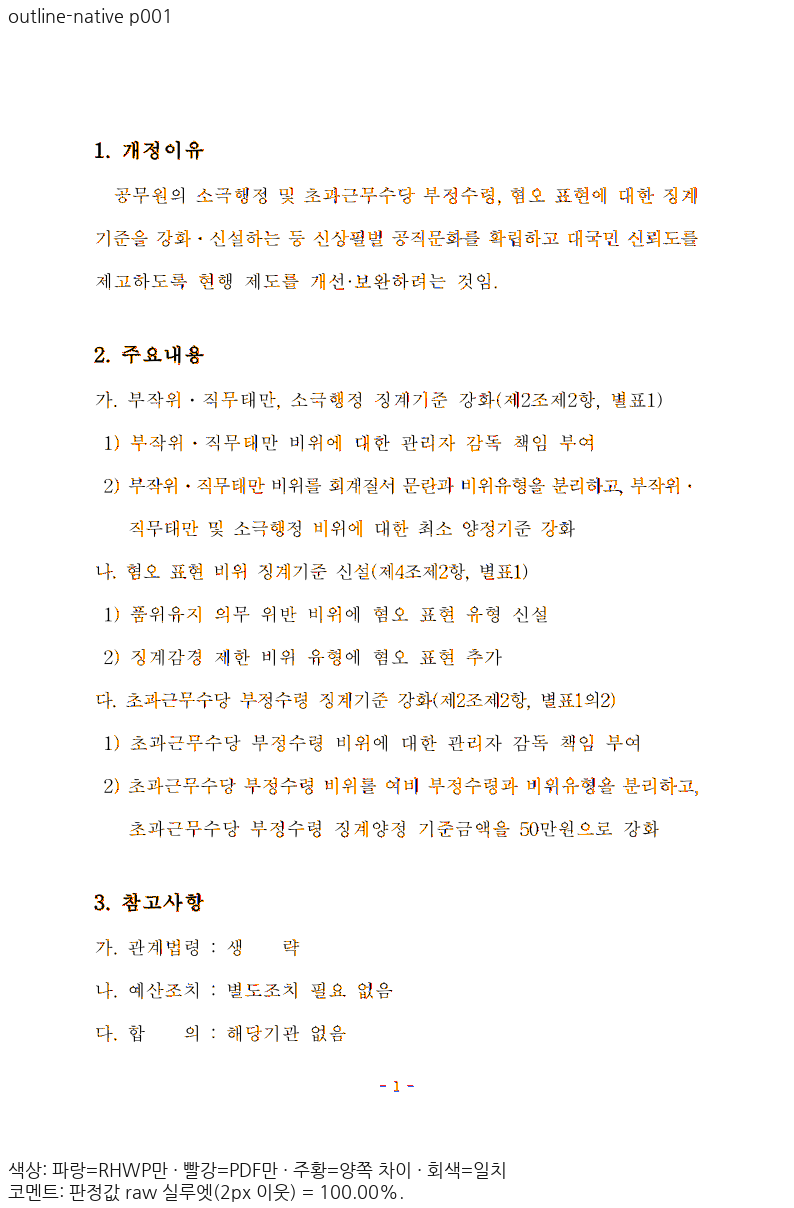 outline-native p001
1. 개정이유
공무원의 소극행정 및 초과근무수당 부정수령, 혐오 표현에 대한 징계
기준을 강화·신설하는 등 신상필벌 공직문화를 확립하고 대국민 신뢰도를
제고하도록 현행 제도를 개선·보완하려는 것임.
2. 주요내용
가. 부작위·직무태만, 소극행정 징계기준 강화(제2조제2항, 별표1)
1) 부작위·직무태만 비위에 대한 관리자 감독 책임 부여
2) 부작위·직무태만 비위를 회계질서 문란과 비위유형을 분리하고, 부작위·
직무태만 및 소극행정 비위에 대한 최소 양정기준 강화
나. 혐오 표현 비위 징계기준 신설(제4조제2항, 별표1)
1) 품위유지 의무 위반 비위에 혐오 표현 유형 신설
2) 징계감경 제한 비위 유형에 혐오 표현 추가
다. 초과근무수당 부정수령 징계기준 강화(제2조제2항, 별표1의2)
1) 초과근무수당 부정수령 비위에 대한 관리자 감독 책임 부여
2) 초과근무수당 부정수령 비위를 여비 부정수령과 비위유형을 분리하고,
초과근무수당 부정수령 징계양정 기준금액을 50만원으로 강화
3. 참고사항
가. 관계법령 : 생 략
나. 예산조치 : 별도조치 필요 없음
다. 합 의 : 해당기관 없음
- 1 -
색상: 파랑=RHWP만 · 빨강=PDF만 · 주황=양쪽 차이 · 회색=일치
코멘트: 판정값 raw 실루엣(2px 이웃) = 100.00%.